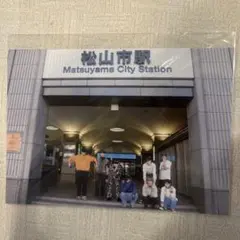 松山市駅
Matsuyama City Station